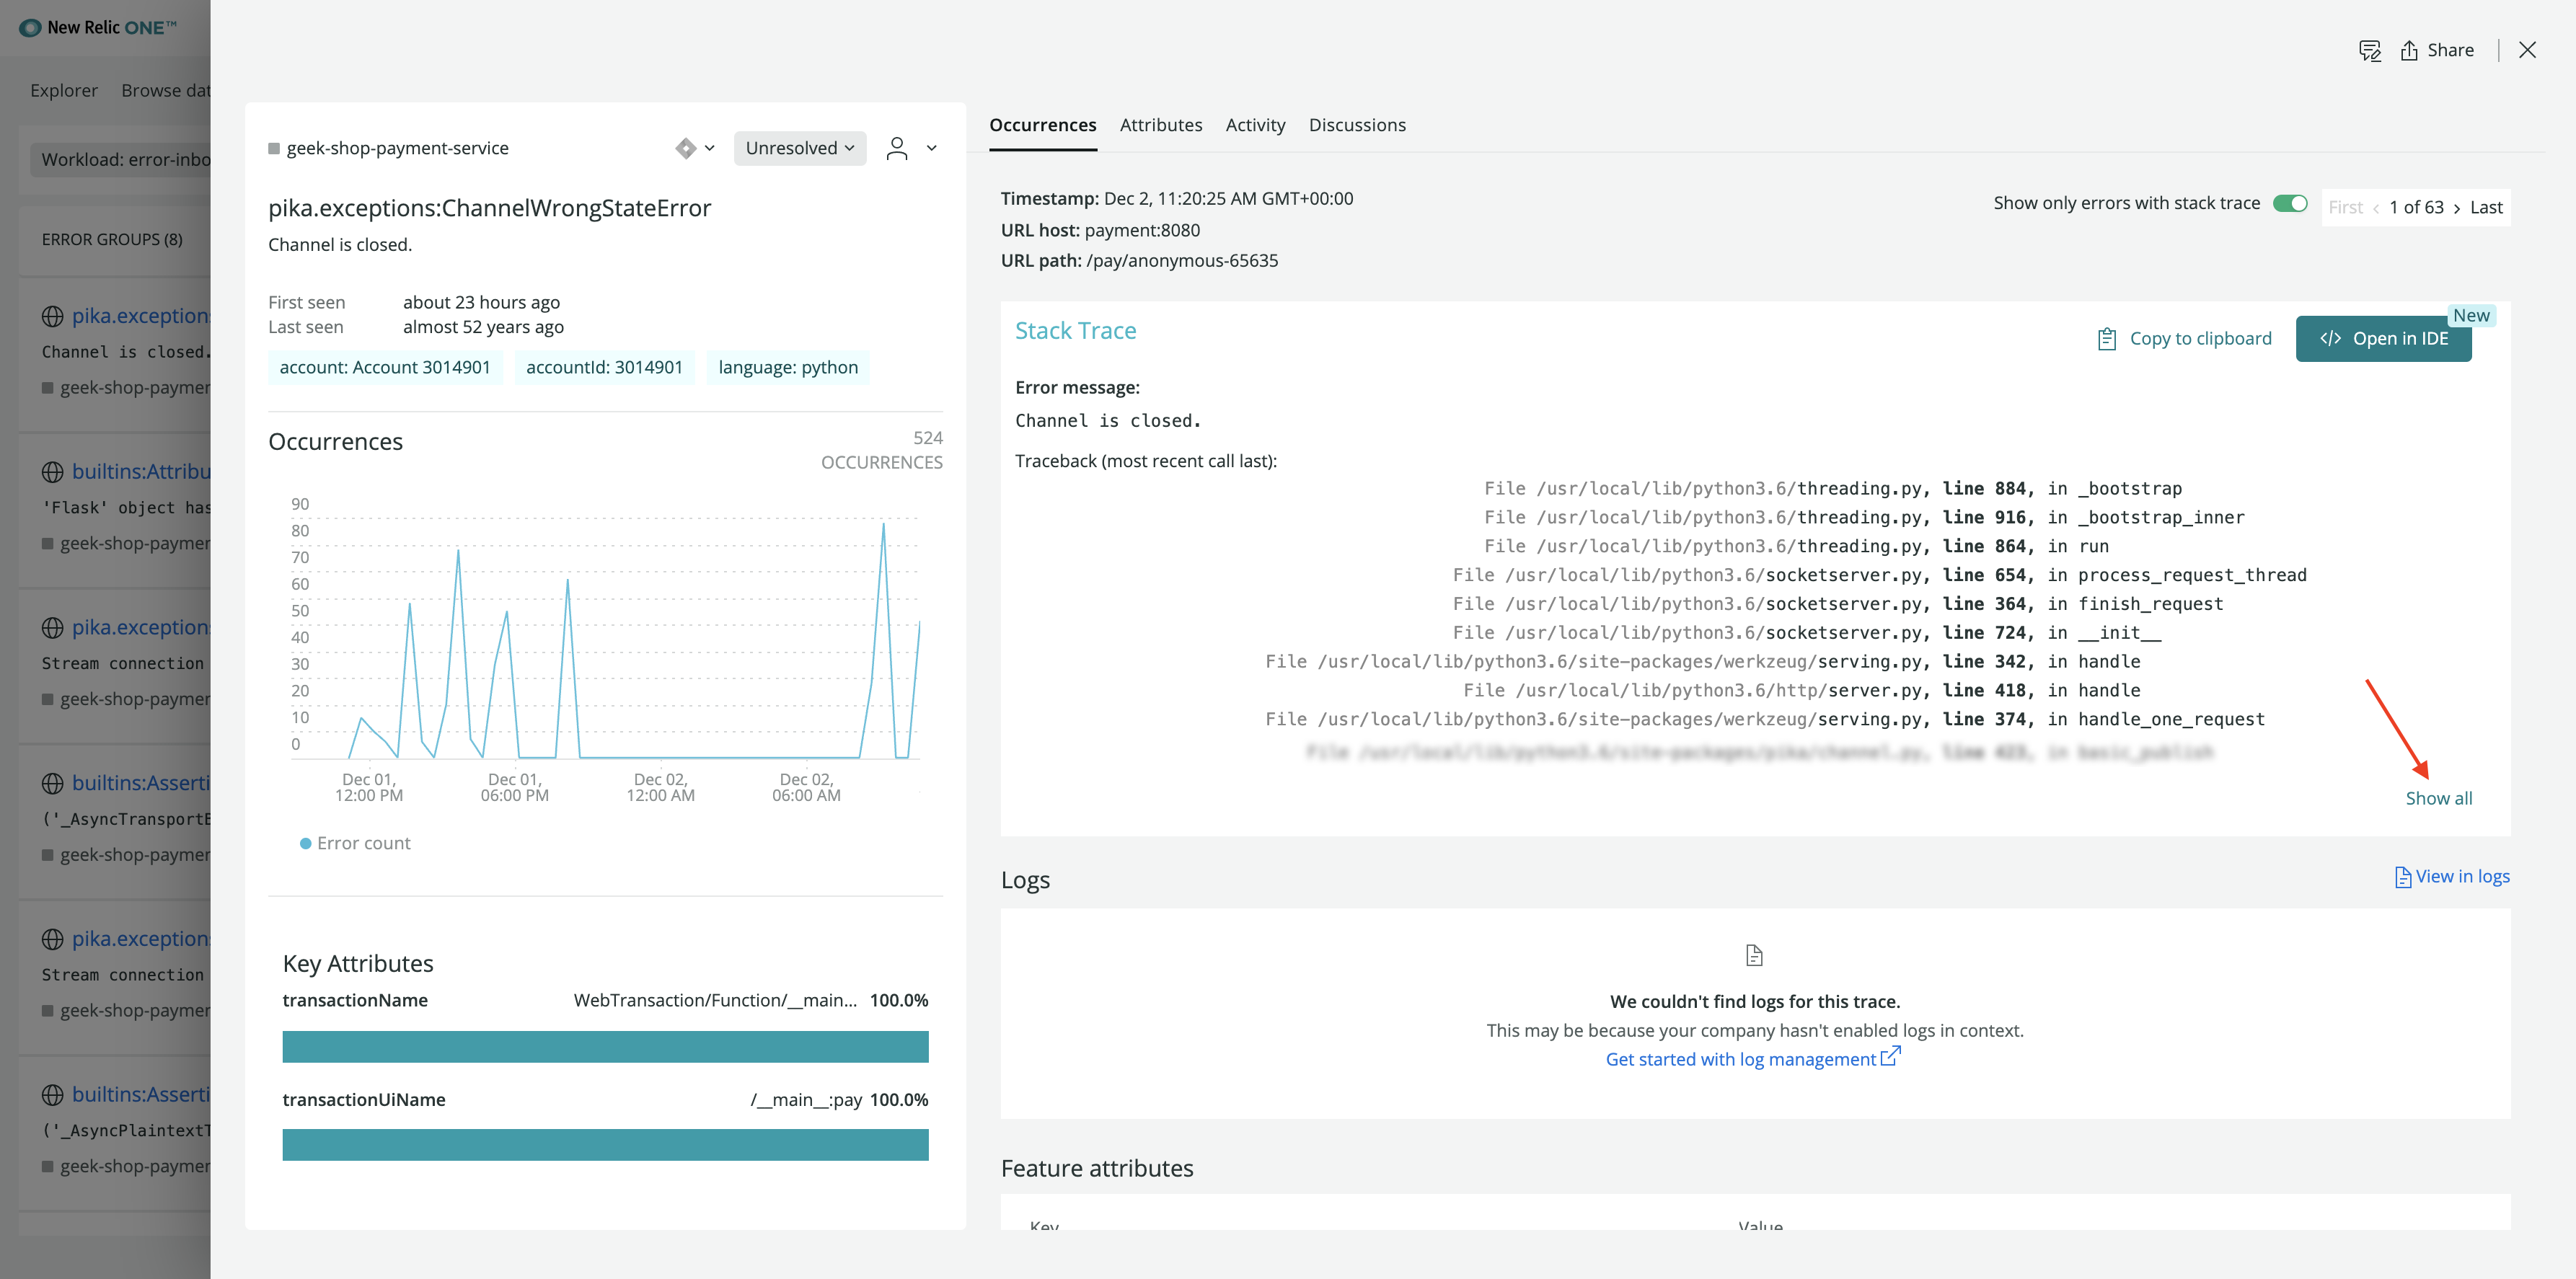 New Relic ONE™
Explorer Browse dat
Workload: error-inbo
ERROR GROUPS (8)
pika.exception
Channel is closed.
geek-shop-paymer
builtins:Attribu
'Flask' object has
geek-shop-paymer
pika.exception
Stream connection
geek-shop-paymer
builtins:Asserti
('_AsyncTransportE
geek-shop-paymer
pika.exception
Stream connection
geek-shop-paymer
builtins:Asserti
('_AsyncPlaintextT
geek-shop-paymer
Share
geek-shop-payment-service
Unresolved
pika.exceptions:ChannelWrongStateError
Channel is closed.
First seen about 23 hours ago
Last seen almost 52 years ago
account: Account 3014901 accountId: 3014901 language: python
Occurrences
524
OCCURRENCES
90
80
70
60
50
40
30
20
10
0
Dec 01, 12:00 PM
Dec 01, 06:00 PM
Dec 02, 12:00 AM
Dec 02, 06:00 AM
Error count
Key Attributes
transactionName WebTransaction/Function/__main... 100.0%
transactionUiName /__main__:pay 100.0%
Occurrences Attributes Activity Discussions
Timestamp: Dec 2, 11:20:25 AM GMT+00:00
URL host: payment:8080
URL path: /pay/anonymous-65635
Show only errors with stack trace
First < 1 of 63 > Last
Stack Trace
Copy to clipboard
</> Open in IDE
New
Error message:
Channel is closed.
Traceback (most recent call last):
File /usr/local/lib/python3.6/threading.py, line 884, in _bootstrap
File /usr/local/lib/python3.6/threading.py, line 916, in _bootstrap_inner
File /usr/local/lib/python3.6/threading.py, line 864, in run
File /usr/local/lib/python3.6/socketserver.py, line 654, in process_request_thread
File /usr/local/lib/python3.6/socketserver.py, line 364, in finish_request
File /usr/local/lib/python3.6/socketserver.py, line 724, in __init__
File /usr/local/lib/python3.6/site-packages/werkzeug/serving.py, line 342, in handle
File /usr/local/lib/python3.6/http/server.py, line 418, in handle
File /usr/local/lib/python3.6/site-packages/werkzeug/serving.py, line 374, in handle_one_request
File /usr/local/lib/python3.6/site-packages/pika/channel.py, line 423, in basic_publish
Show all
Logs
View in logs
We couldn't find logs for this trace.
This may be because your company hasn't enabled logs in context.
Get started with log management
Feature attributes
Key Value